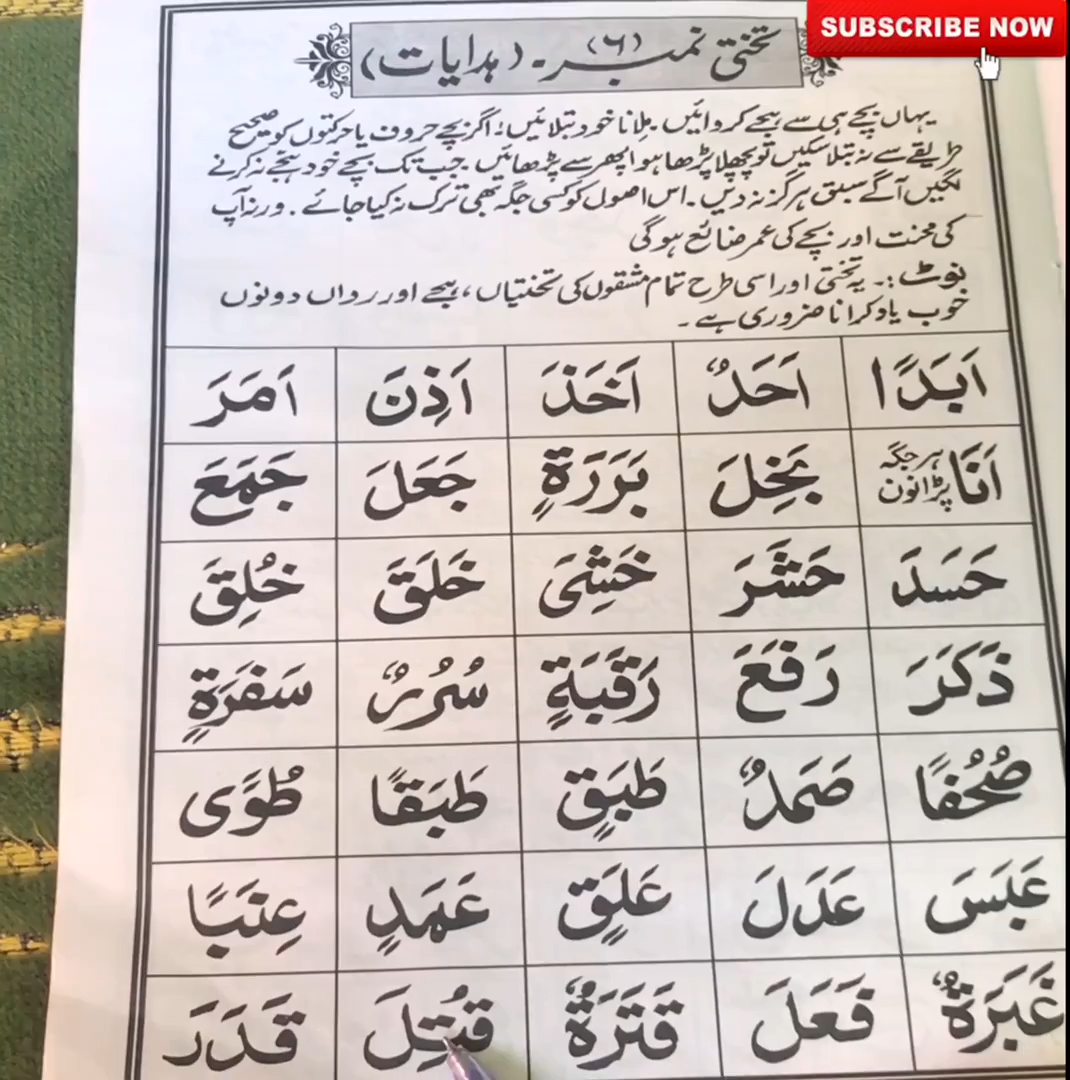 SUBSCRIBE NOW
تختی نمبر (٦)۔ (ہدایات)
یہاں بچے ہی سے ہجے کروائیں۔ ملانا خود بتلائیں؛ اگر بچے حروف یا حرکتوں کو صحیح
طریقے سے نہ بتلا سکیں تو پچھلا پڑھا ہوا پھر سے پڑھائیں۔ جب تک بچے خود ہجے نہ کرنے
لگیں آگے سبق ہرگز نہ دیں۔ اس اصول کو کسی جگہ بھی ترک نہ کیا جائے۔ ورنہ آپ
کی محنت اور بچے کی عمر ضائع ہوگی
نوٹ:۔ یہ تختی اور اسی طرح تمام مشقوں کی تختیاں، ہجے اور رواں دونوں
خوب یاد کرانا ضروری ہے۔
اَبَدًا اَحَدٌ اَخَذَ اَذِنَ اَمَرَ
اَنَا ہر جگہ پڑا نون بَخِلَ بَرَرَةٍ جَعَلَ جَمَعَ
حَسَدَ حَشَرَ خَشِیَ خَلَقَ خُلِقَ
ذَکَرَ رَفَعَ رَقَبَةٍ سُرُرٌ سَفَرَةٍ
صُحُفًا صَمَدٌ طَبَقٍ طَبَقًا طُوًی
عَبَسَ عَدَلَ عَلَقٍ عَمَدٍ عِنَبًا
غَبَرَةٌ فَعَلَ قَتَرَةٌ قُتِلَ قَدَرَ